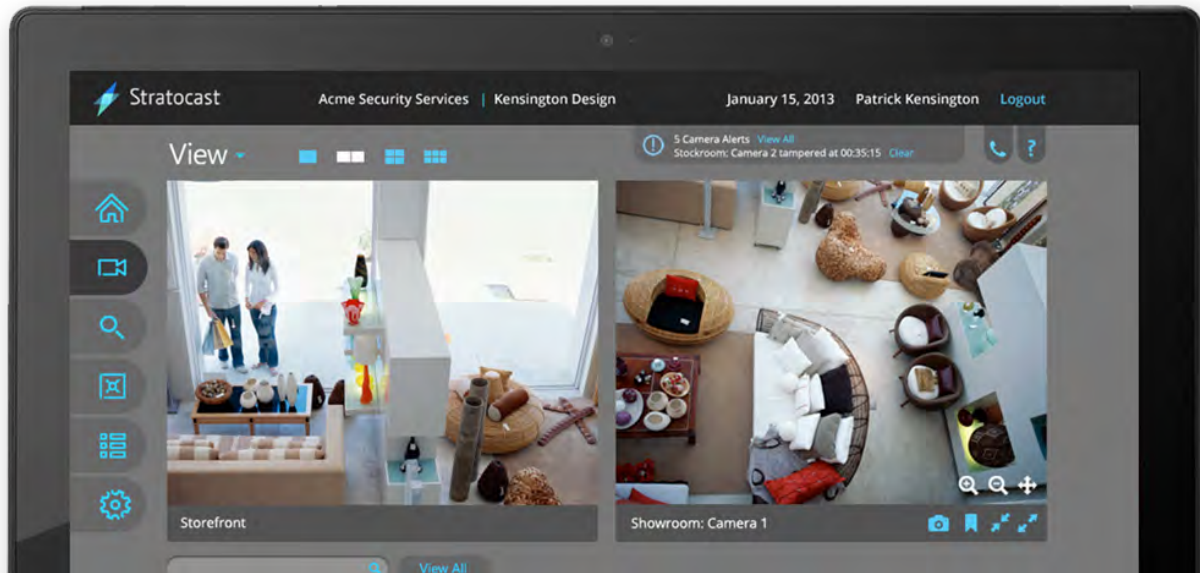 Stratocast
Acme Security Services | Kensington Design
January 15, 2013 Patrick Kensington Logout
View
5 Camera Alerts View All
Stockroom: Camera 2 tampered at 00:35:15 Clear
?
Storefront
Showroom: Camera 1
View All